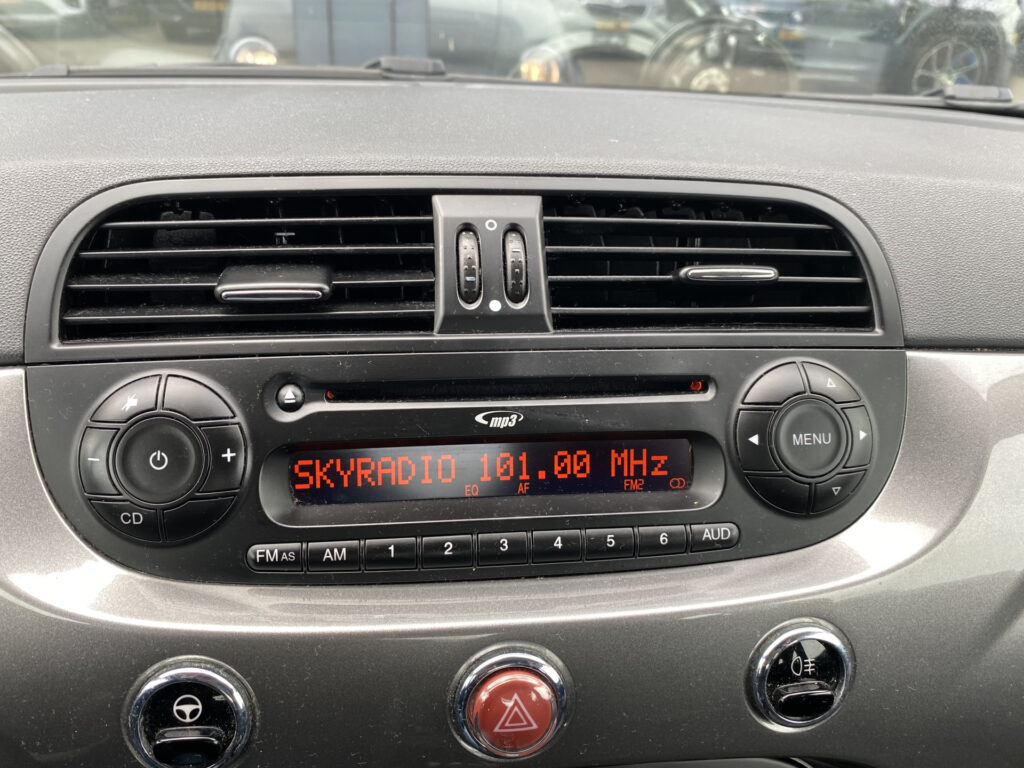 mp3
SKYRADIO 101.00 MHz
EQ AF FM2
− +
MENU
CD
FM AS AM 1 2 3 4 5 6 AUD